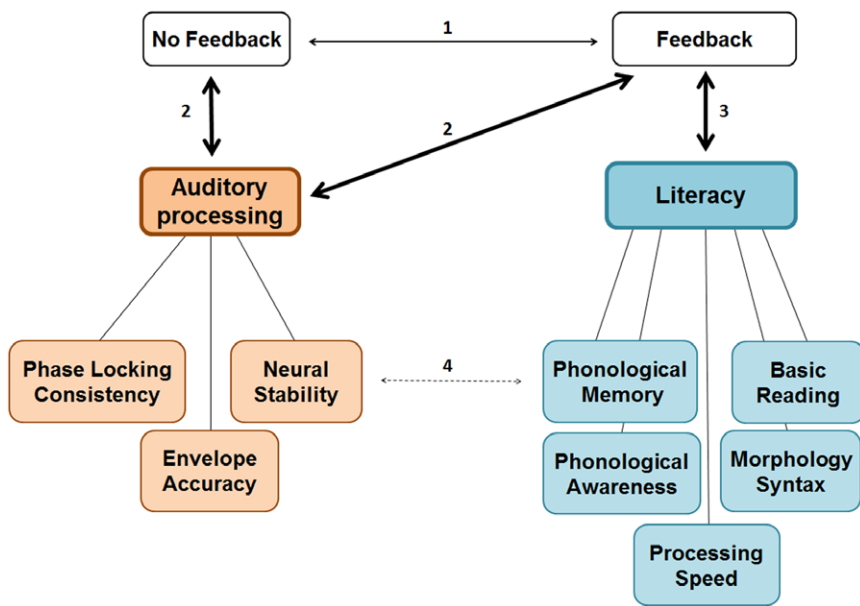 No Feedback
1
Feedback
2
2
3
Auditory
processing
Literacy
Phase Locking
Consistency
Neural
Stability
4
Phonological
Memory
Basic
Reading
Envelope
Accuracy
Phonological
Awareness
Morphology
Syntax
Processing
Speed